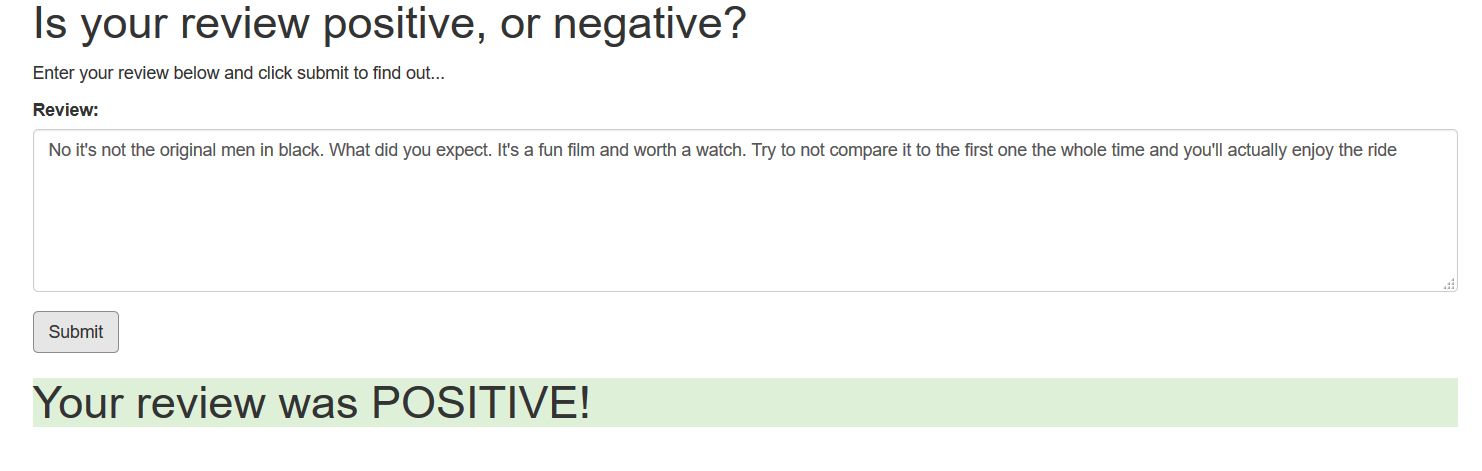 Is your review positive, or negative?
Enter your review below and click submit to find out...
Review:
No it's not the original men in black. What did you expect. It's a fun film and worth a watch. Try to not compare it to the first one the whole time and you'll actually enjoy the ride
Submit
Your review was POSITIVE!